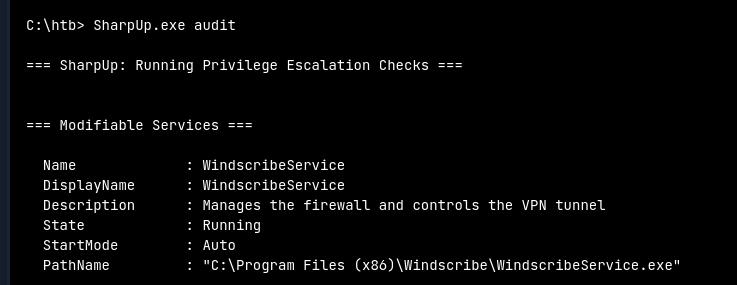 C:\htb> SharpUp.exe audit
=== SharpUp: Running Privilege Escalation Checks ===
=== Modifiable Services ===
Name : WindscribeService
DisplayName : WindscribeService
Description : Manages the firewall and controls the VPN tunnel
State : Running
StartMode : Auto
PathName : "C:\Program Files (x86)\Windscribe\WindscribeService.exe"